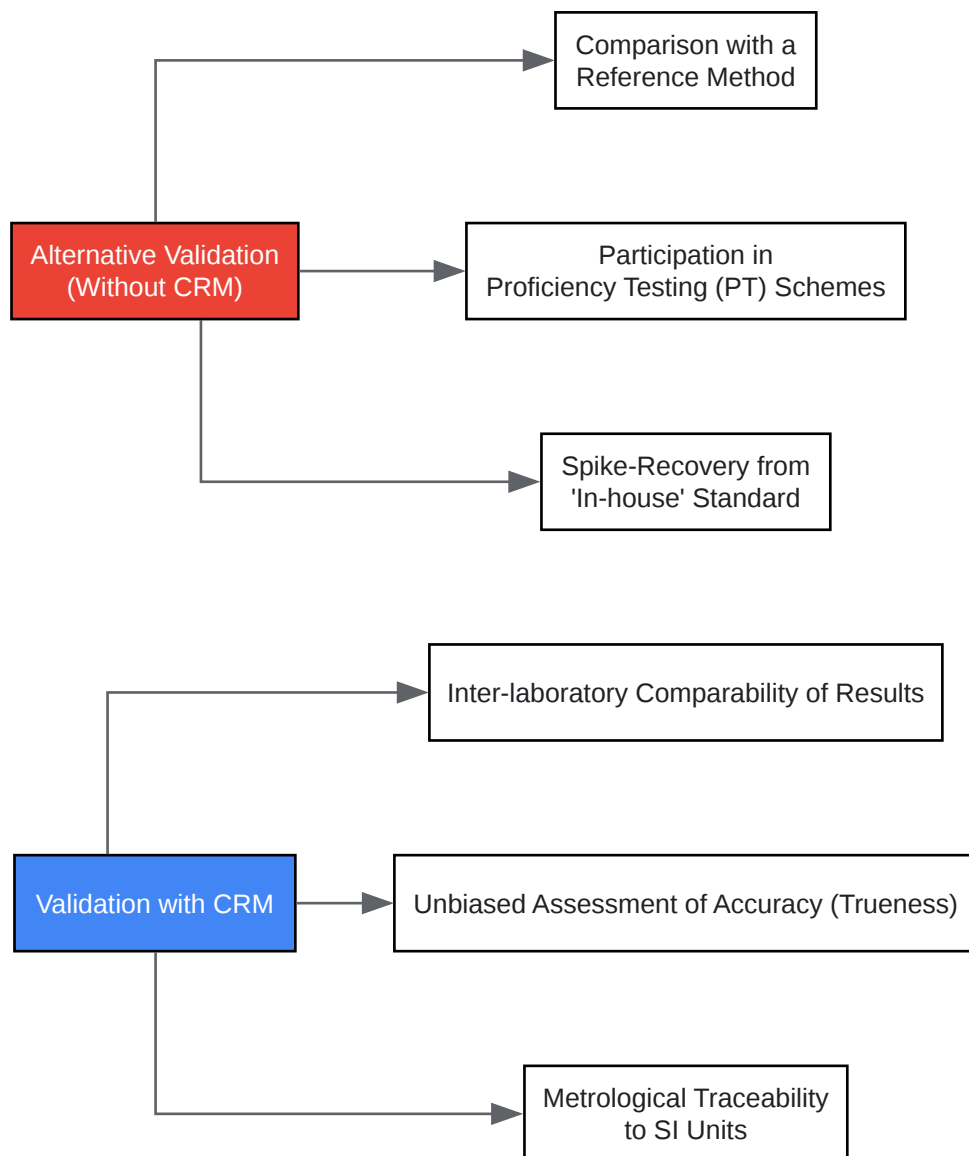 Comparison with a
Reference Method
Alternative Validation
(Without CRM)
Participation in
Proficiency Testing (PT) Schemes
Spike-Recovery from
'In-house' Standard
Inter-laboratory Comparability of Results
Validation with CRM
Unbiased Assessment of Accuracy (Trueness)
Metrological Traceability
to SI Units